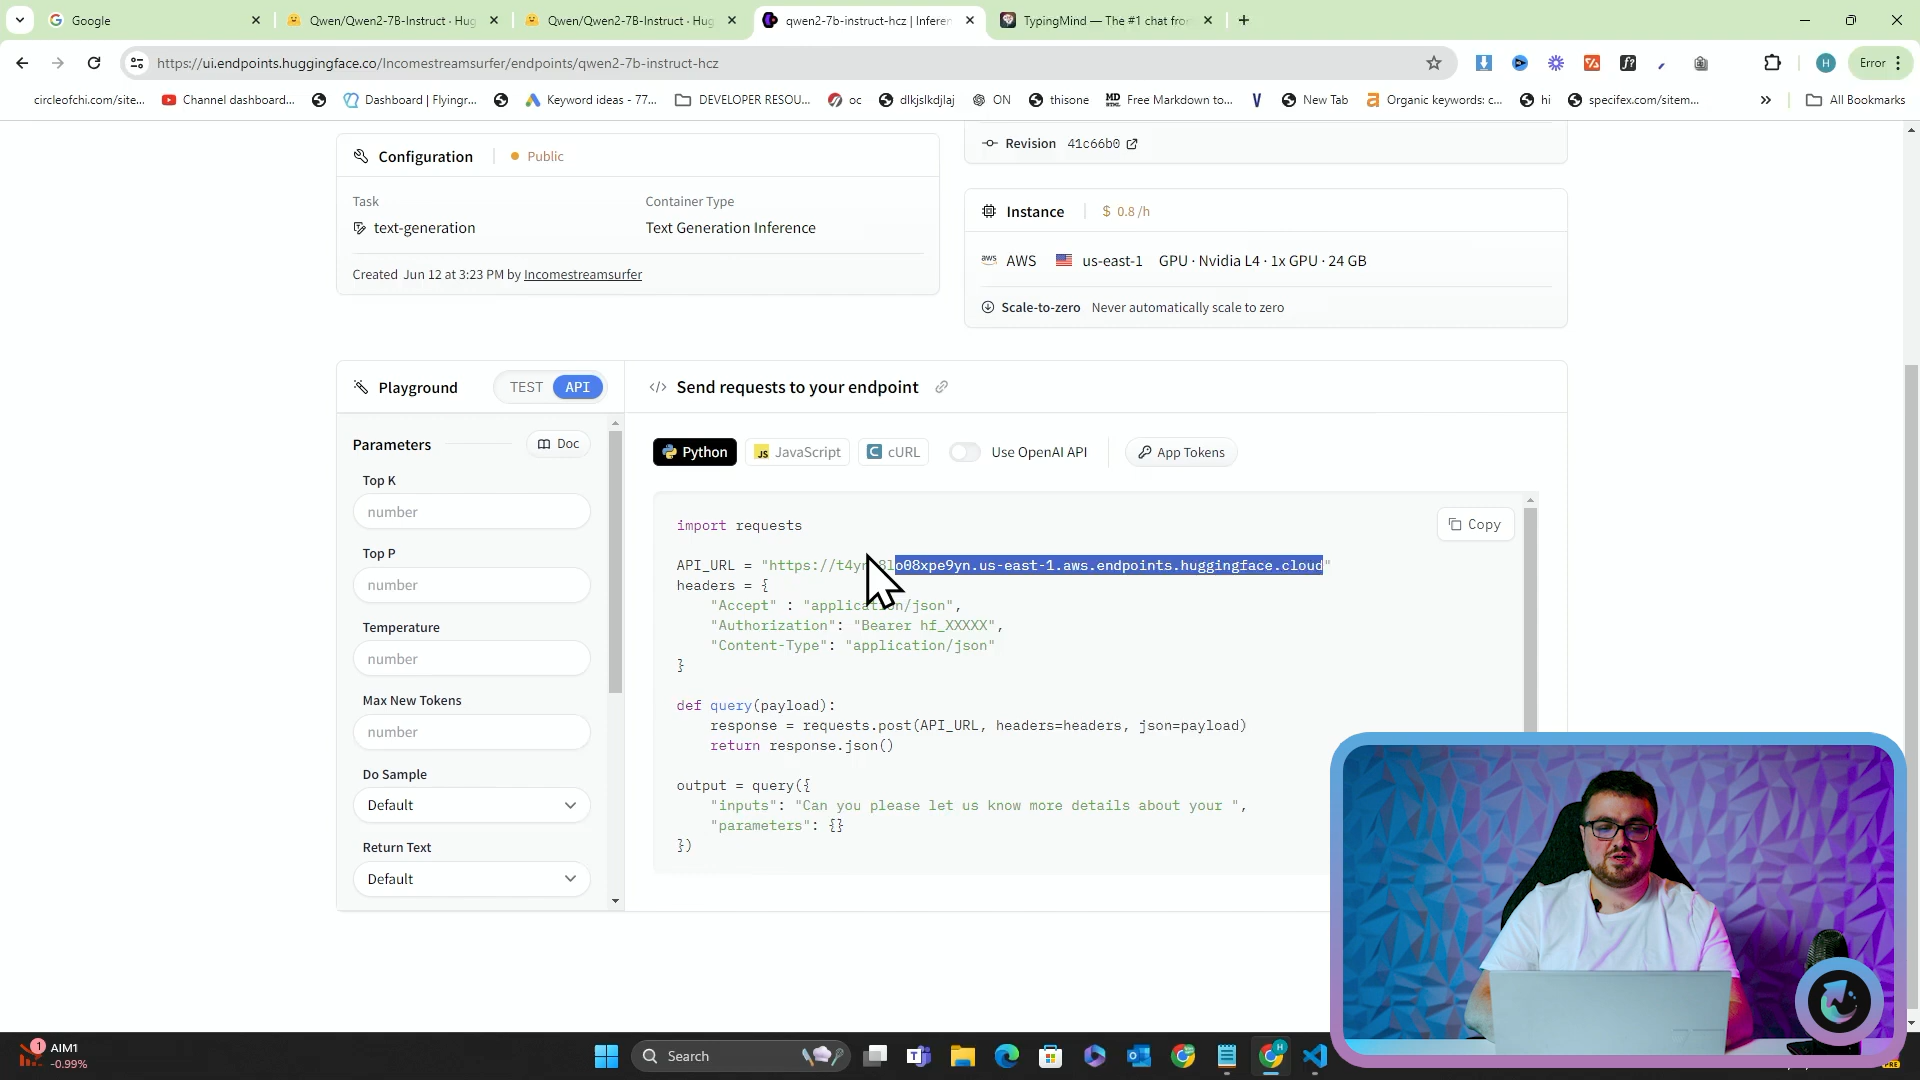 Google
Qwen/Qwen2-7B-Instruct · Hug
Qwen/Qwen2-7B-Instruct · Hug
qwen2-7b-instruct-hcz | Inferen
TypingMind — The #1 chat fron
https://ui.endpoints.huggingface.co/Incomestreamsurfer/endpoints/qwen2-7b-instruct-hcz
H
Error
circleofchi.com/site...
Channel dashboard...
Dashboard | Flyingr...
Keyword ideas - 77...
DEVELOPER RESOU...
oc
dlkjslkdjlaj
ON
thisone
Free Markdown to...
New Tab
Organic keywords: c...
hi
specifex.com/sitem...
All Bookmarks
Configuration
Public
Revision 41c66b0
Task
Container Type
text-generation
Text Generation Inference
Created Jun 12 at 3:23 PM by Incomestreamsurfer
Instance
$ 0.8 /h
aws AWS us-east-1 GPU · Nvidia L4 · 1x GPU · 24 GB
Scale-to-zero Never automatically scale to zero
Playground
TEST API
</> Send requests to your endpoint
Parameters
Doc
Top K
number
Top P
number
Temperature
number
Max New Tokens
number
Do Sample
Default
Return Text
Default
Python
JS JavaScript
C cURL
Use OpenAI API
App Tokens
Copy
import requests
API_URL = "https://t4y 8lo08xpe9yn.us-east-1.aws.endpoints.huggingface.cloud"
headers = {
"Accept" : "application/json",
"Authorization": "Bearer hf_XXXXX",
"Content-Type": "application/json"
}
def query(payload):
response = requests.post(API_URL, headers=headers, json=payload)
return response.json()
output = query({
"inputs": "Can you please let us know more details about your ",
"parameters": {}
})
1
AIM1
-0.99%
Search